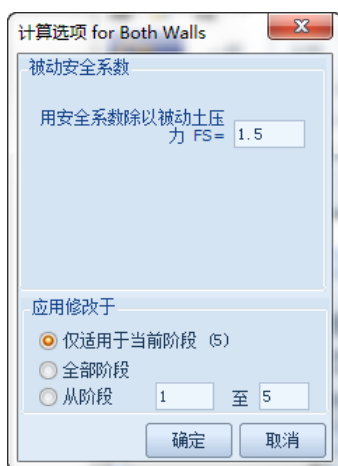 计算选项 for Both Walls
被动安全系数
用安全系数除以被动土压
力 FS= 1.5
应用修改于
仅适用于当前阶段 (5)
全部阶段
从阶段 1 至 5
确定 取消